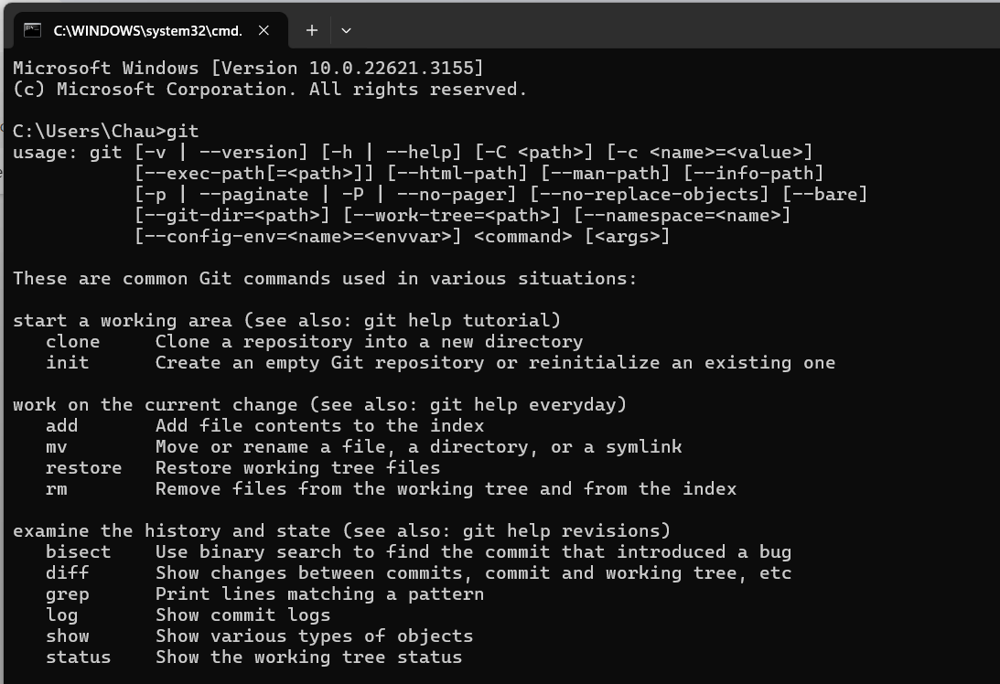 C:\WINDOWS\system32\cmd.
Microsoft Windows [Version 10.0.22621.3155]
(c) Microsoft Corporation. All rights reserved.
C:\Users\Chau>git
usage: git [-v | --version] [-h | --help] [-C <path>] [-c <name>=<value>]
           [--exec-path[=<path>]] [--html-path] [--man-path] [--info-path]
           [-p | --paginate | -P | --no-pager] [--no-replace-objects] [--bare]
           [--git-dir=<path>] [--work-tree=<path>] [--namespace=<name>]
           [--config-env=<name>=<envvar>] <command> [<args>]
These are common Git commands used in various situations:
start a working area (see also: git help tutorial)
   clone     Clone a repository into a new directory
   init      Create an empty Git repository or reinitialize an existing one
work on the current change (see also: git help everyday)
   add       Add file contents to the index
   mv        Move or rename a file, a directory, or a symlink
   restore   Restore working tree files
   rm        Remove files from the working tree and from the index
examine the history and state (see also: git help revisions)
   bisect    Use binary search to find the commit that introduced a bug
   diff      Show changes between commits, commit and working tree, etc
   grep      Print lines matching a pattern
   log       Show commit logs
   show      Show various types of objects
   status    Show the working tree status